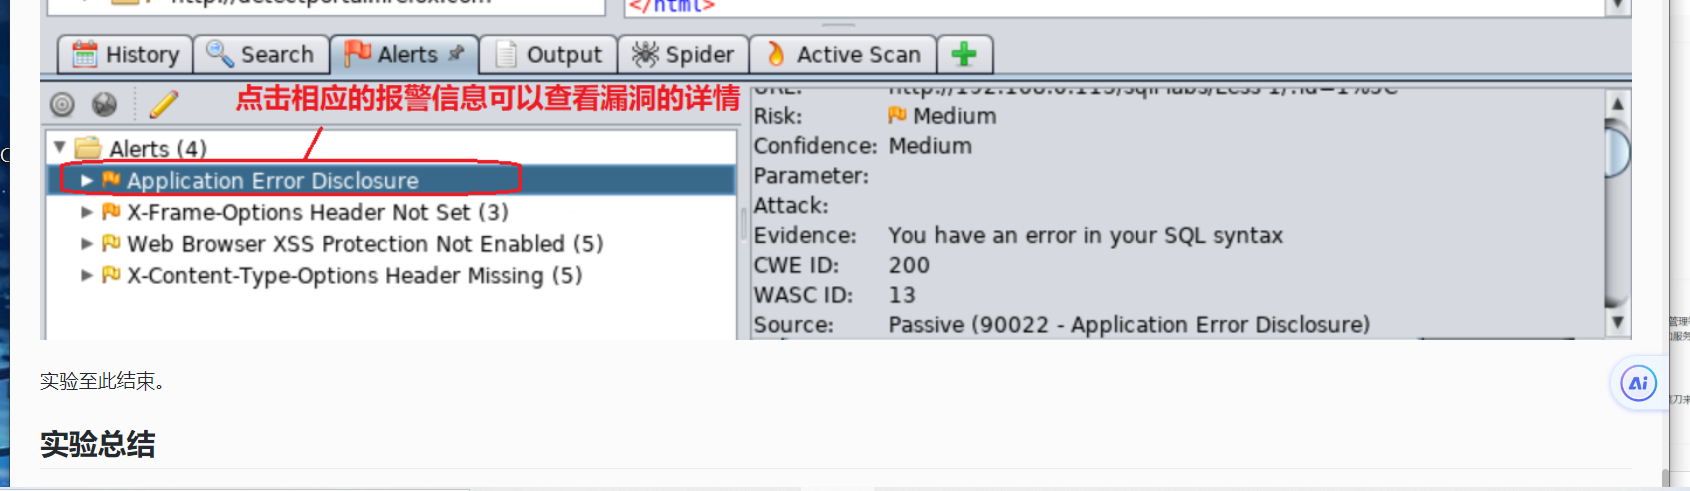 </html>
History Search Alerts Output Spider Active Scan
点击相应的报警信息可以查看漏洞的详情
Alerts (4)
Application Error Disclosure
X-Frame-Options Header Not Set (3)
Web Browser XSS Protection Not Enabled (5)
X-Content-Type-Options Header Missing (5)
Risk: Medium
Confidence: Medium
Parameter:
Attack:
Evidence: You have an error in your SQL syntax
CWE ID: 200
WASC ID: 13
Source: Passive (90022 - Application Error Disclosure)
实验至此结束。
Ai
实验总结